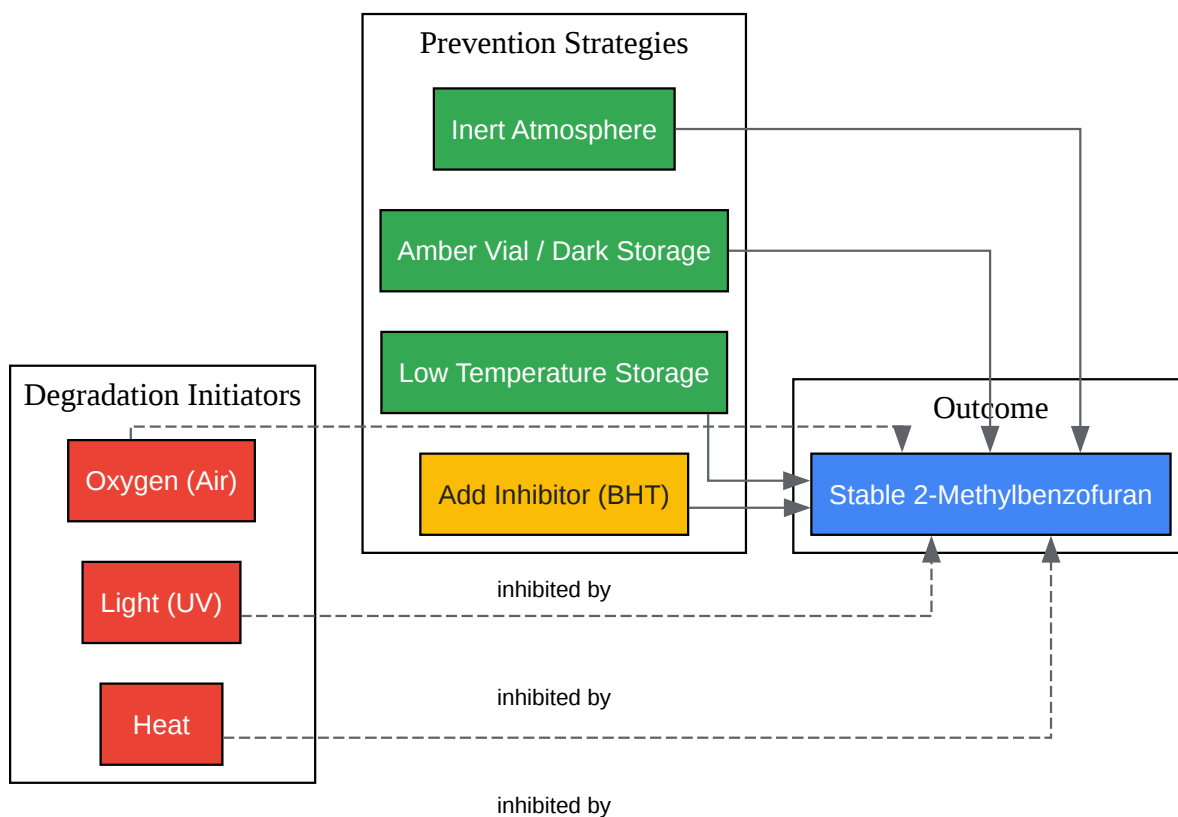 Prevention Strategies
Inert Atmosphere
Amber Vial / Dark Storage
Low Temperature Storage
Add Inhibitor (BHT)
Degradation Initiators
Oxygen (Air)
Light (UV)
Heat
Outcome
Stable 2-Methylbenzofuran
inhibited by
inhibited by
inhibited by